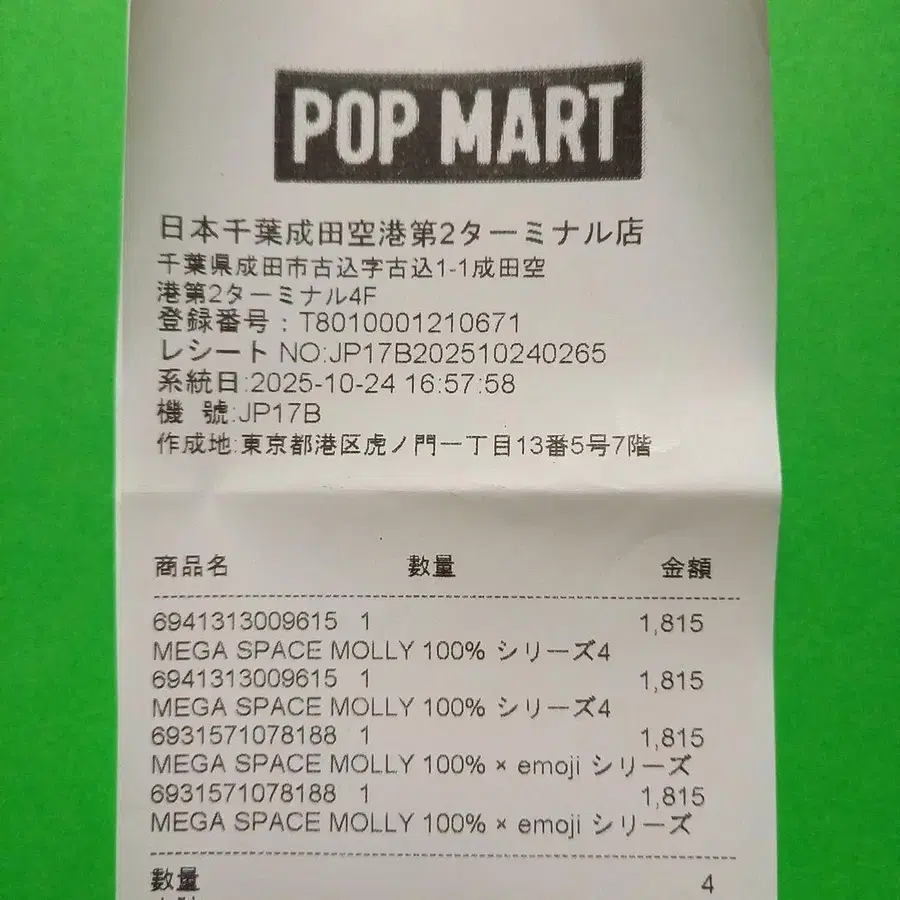 POP MART
日本千葉成田空港第2ターミナル店
千葉県成田市古込字古込1-1成田空
港第2ターミナル4F
登録番号：T8010001210671
レシート NO:JP17B202510240265
系統日:2025-10-24 16:57:58
機 號:JP17B
作成地:東京都港区虎ノ門一丁目13番5号7階
商品名 數量 金額
6941313009615 1 1,815
MEGA SPACE MOLLY 100% シリーズ4
6941313009615 1 1,815
MEGA SPACE MOLLY 100% シリーズ4
6931571078188 1 1,815
MEGA SPACE MOLLY 100% × emoji シリーズ
6931571078188 1 1,815
MEGA SPACE MOLLY 100% × emoji シリーズ
數量 4